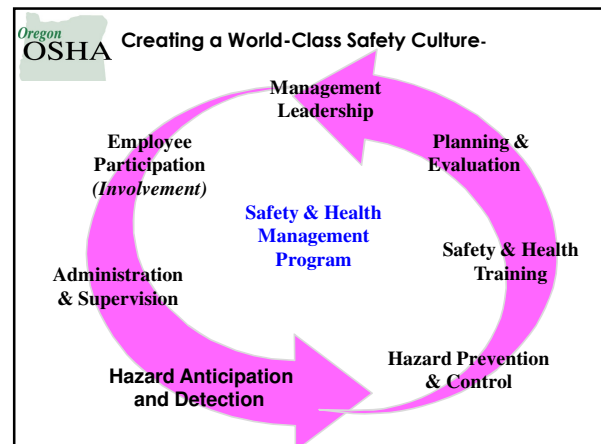 Oregon
OSHA
Creating a World-Class Safety Culture-
Management
Leadership
Employee
Participation
(Involvement)
Planning &
Evaluation
Safety & Health
Management
Program
Administration
& Supervision
Safety & Health
Training
Hazard Anticipation
and Detection
Hazard Prevention
& Control